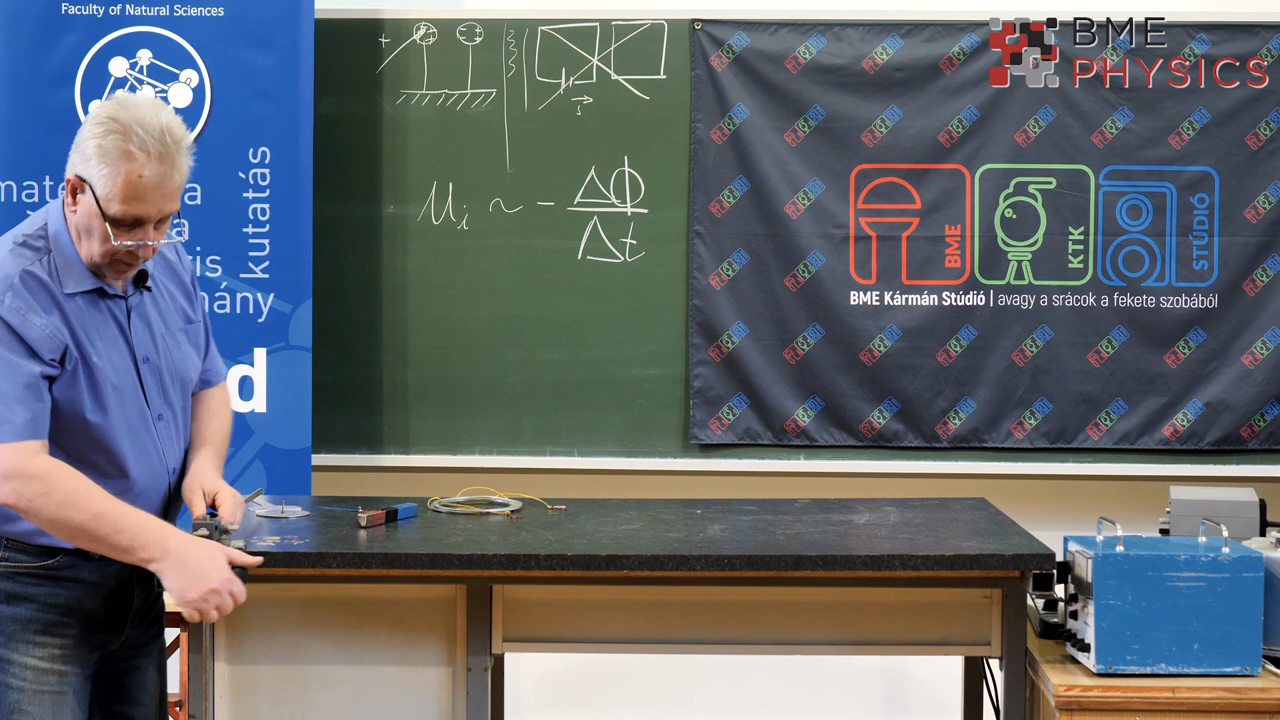 Faculty of Natural Sciences
kutatás
+
s
U_i ~ - ΔΦ/Δt
BME
PHYSICS
BME
KTK
STÚDIÓ
BME Kármán Stúdió | avagy a srácok a fekete szobából